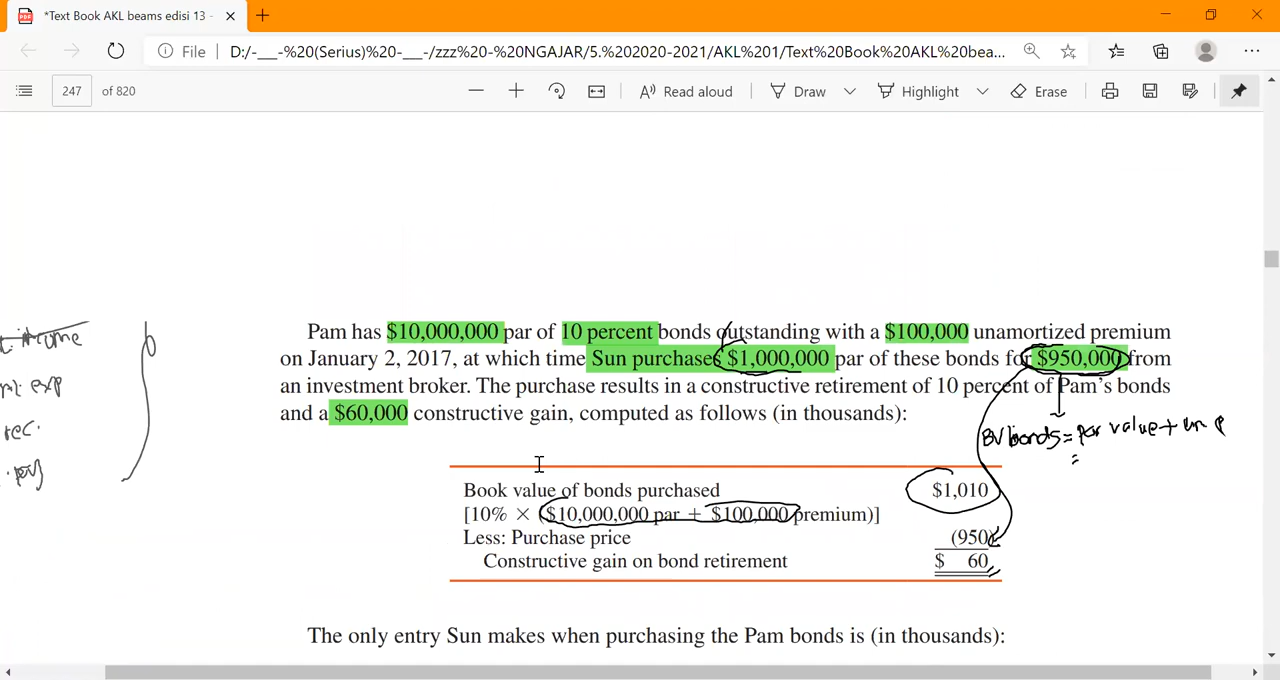 *Text Book AKL beams edisi 13 -
File D:/-___-%20(Serius)%20-___-/zzz%20-%20NGAJAR/5.%202020-2021/AKL%201/Text%20Book%20AKL%20bea...
247 of 820 Read aloud Draw Highlight Erase
Pam has $10,000,000 par of 10 percent bonds outstanding with a $100,000 unamortized premium
on January 2, 2017, at which time Sun purchases $1,000,000 par of these bonds for $950,000 from
an investment broker. The purchase results in a constructive retirement of 10 percent of Pam's bonds
and a $60,000 constructive gain, computed as follows (in thousands):
exp
rec.
BV bonds = par value + un P
=
Book value of bonds purchased $1,010
[10% × ($10,000,000 par + $100,000 premium)]
Less: Purchase price (950)
Constructive gain on bond retirement $ 60
The only entry Sun makes when purchasing the Pam bonds is (in thousands):